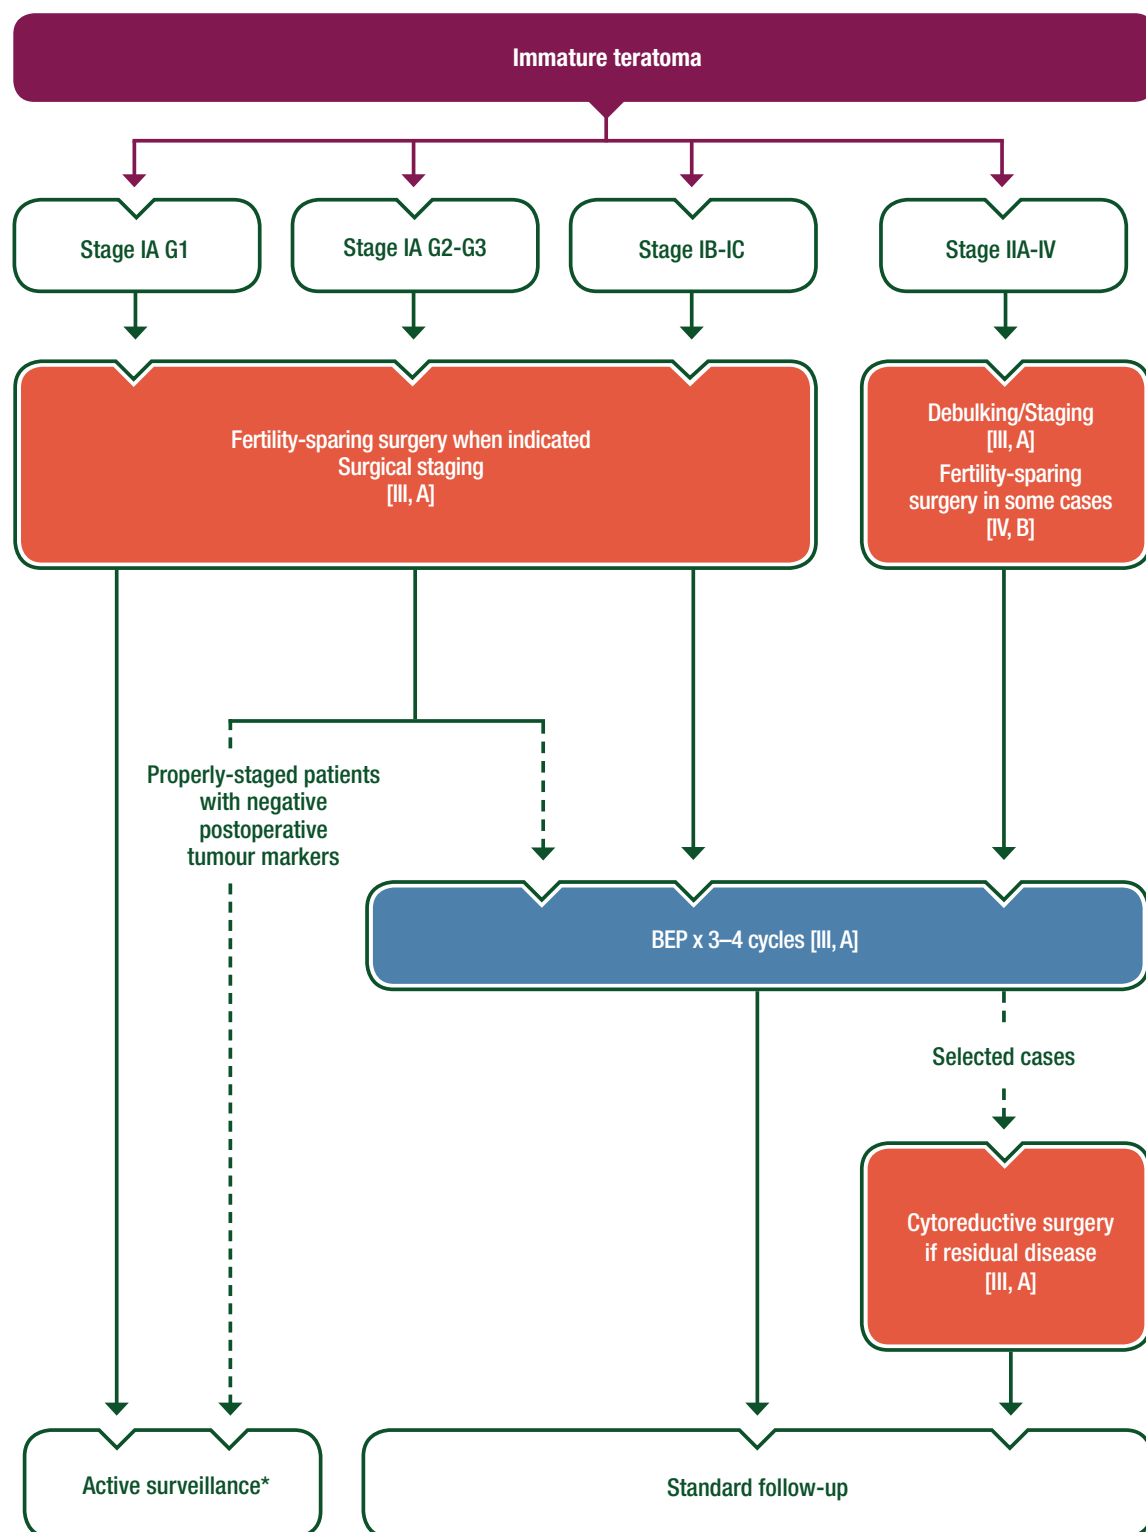 Immature teratoma
Stage IA G1
Stage IA G2-G3
Stage IB-IC
Stage IIA-IV
Fertility-sparing surgery when indicated
Surgical staging
[III, A]
Debulking/Staging
[III, A]
Fertility-sparing
surgery in some cases
[IV, B]
Properly-staged patients
with negative
postoperative
tumour markers
BEP x 3–4 cycles [III, A]
Selected cases
Cytoreductive surgery
if residual disease
[III, A]
Active surveillance*
Standard follow-up